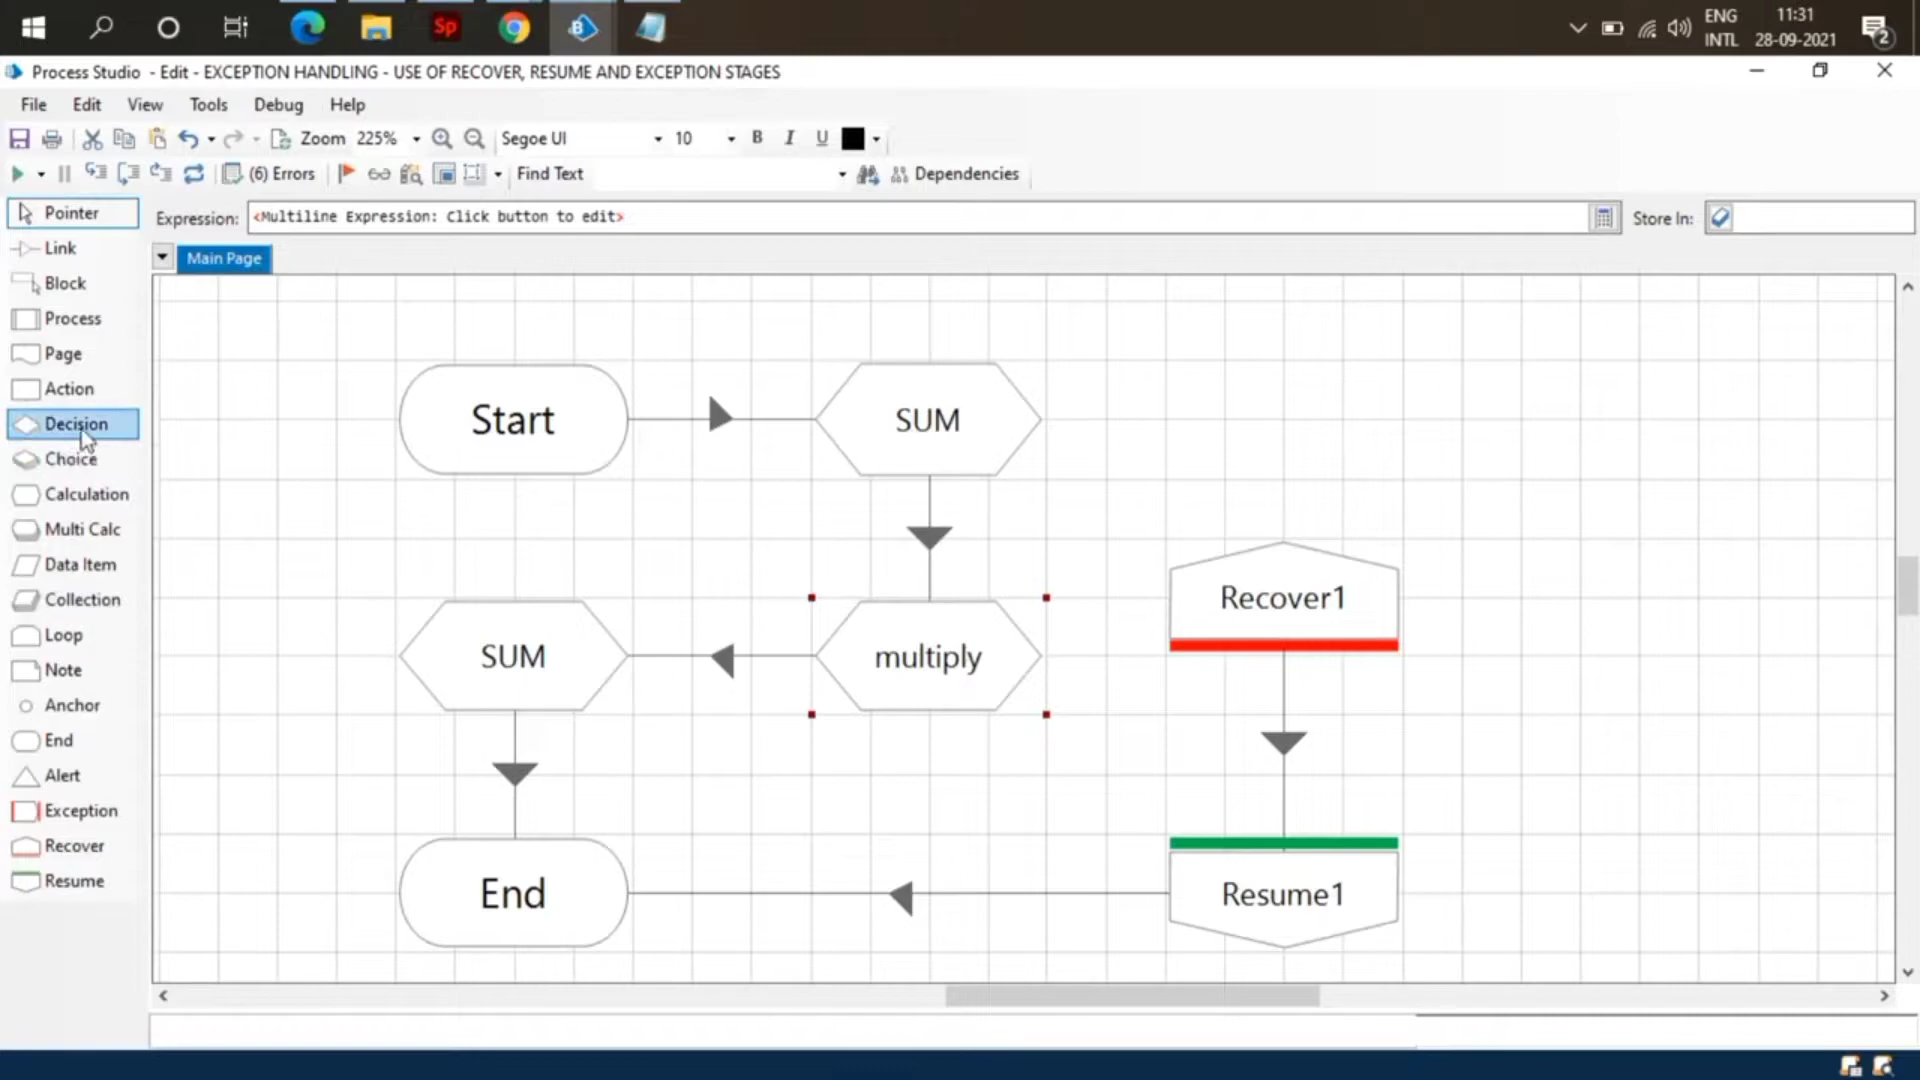 Sp
B
ENG
INTL
11:31
28-09-2021
2
Process Studio - Edit - EXCEPTION HANDLING - USE OF RECOVER, RESUME AND EXCEPTION STAGES
File Edit View Tools Debug Help
Zoom 225% Segoe UI 10 B I U
(6) Errors Find Text Dependencies
Pointer
Link
Block
Process
Page
Action
Decision
Choice
Calculation
Multi Calc
Data Item
Collection
Loop
Note
Anchor
End
Alert
Exception
Recover
Resume
Expression: <Multiline Expression: Click button to edit> Store In:
Main Page
Start
SUM
Recover1
SUM
multiply
End
Resume1